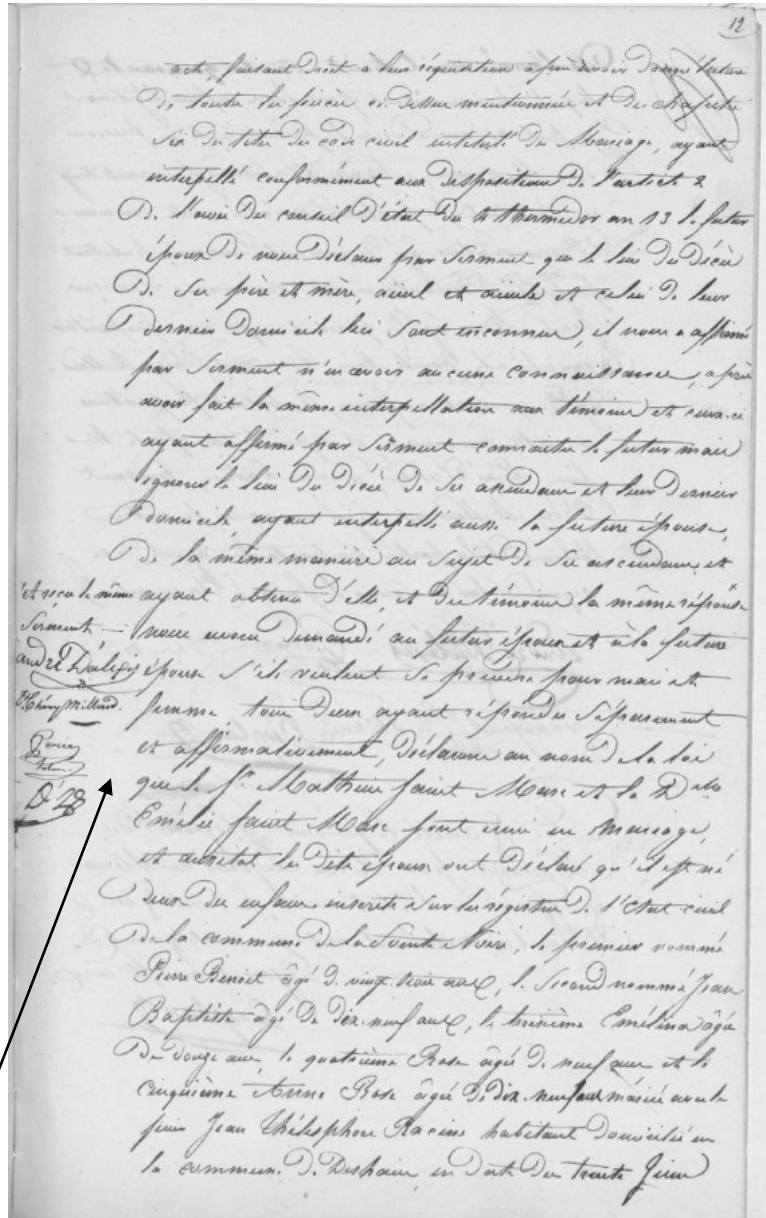 12
acte, faisant droit à leur réquisition après avoir donné lecture
de toutes les pièces ci dessus mentionnées et du chapitre
six du titre du code civil intitulé du Mariage, ayant
interpellé conformément aux dispositions de l'article 2
de l'avis du conseil d'état du 4 thermidor an 13 le futur
époux de nous déclarer par serment que le lieu du décès
de ses père et mère, aïeul et aïeule et celui de leur
dernier domicile lui sont inconnus, il nous a affirmé
par serment n'en avoir aucune connaissance, après
avoir fait la même interpellation aux témoins et ceux-ci
ayant affirmé par serment connaitre le futur mais
ignorer le lieu du décès de ses ascendans et leur dernier
domicile, ayant interpellé aussi la future épouse,
de la même manière au sujet de ses ascendans et
ayant obtenu d'elle, et des témoins la même réponse
nous avons demandé au futur époux et à la future
épouse s'ils veulent se prendre pour mari et
femme tous deux ayant répondu séparement
et affirmativement, déclarons au nom de la loi
que le Sr. Mathieu Saint Marc et la Dlle
Emélie Saint Marc sont unis en mariage,
et aussitot les dits époux ont déclaré qu'il est né
deux des enfans inscrits sur les régistres de l'état civil
de la commune de la Pointe Noire, le premier nommé
Pierre Benoit âgé de vingt trois ans, le second nommé Jean
Baptiste âgé de dix-neuf ans, le troisième Emélina âgée
de douze ans, le quatrième Rose âgée de neuf ans et le
cinquième Anne Rose âgée de dix-neuf ans mariée avec le
sieur Jean Thélesphore Racine habitant domicilié en
la commune de Deshaies, en date du trente Juin
et reçu le même
serment
andré Dalexis
Chéry Millard